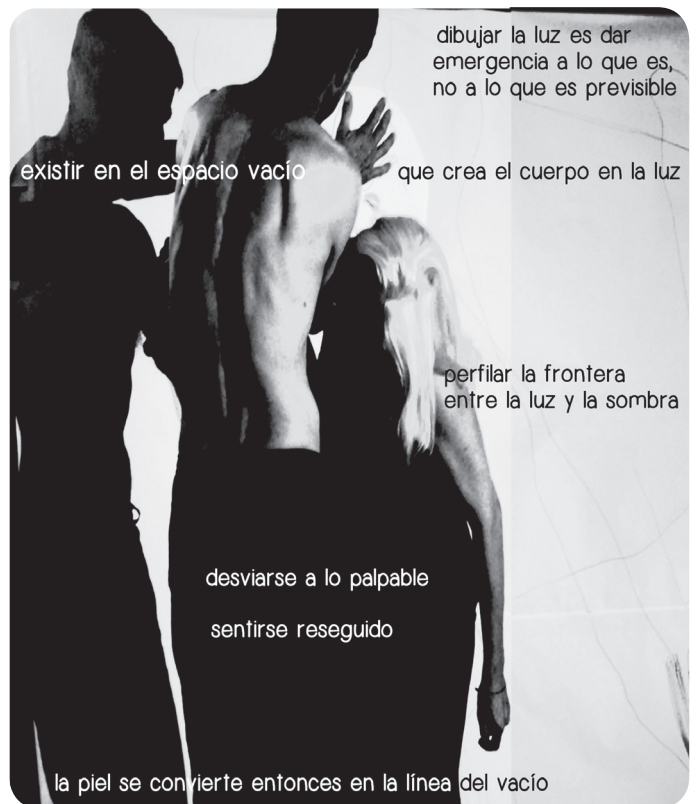 dibujar la luz es dar
emergencia a lo que es,
no a lo que es previsible
existir en el espacio vacío que crea el cuerpo en la luz
perfilar la frontera
entre la luz y la sombra
desviarse a lo palpable
sentirse reseguido
la piel se convierte entonces en la línea del vacío